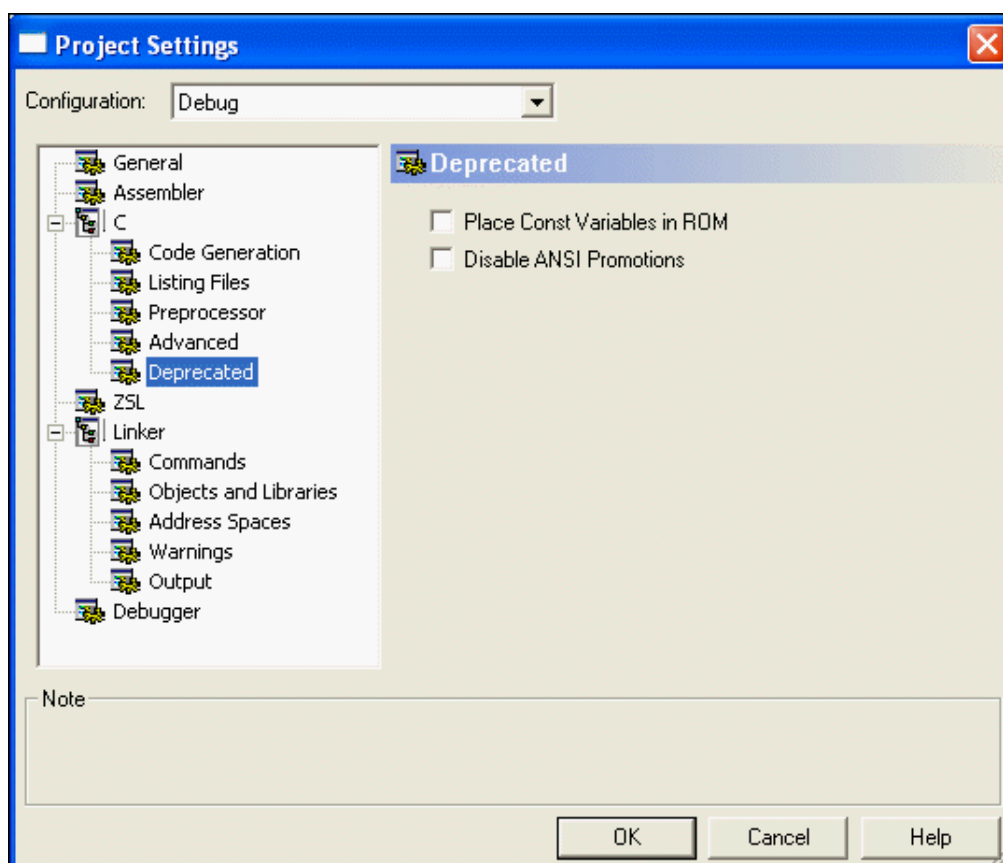 Project Settings
Configuration: Debug
General
Assembler
C
Code Generation
Listing Files
Preprocessor
Advanced
Deprecated
ZSL
Linker
Commands
Objects and Libraries
Address Spaces
Warnings
Output
Debugger
Deprecated
Place Const Variables in ROM
Disable ANSI Promotions
Note
OK Cancel Help